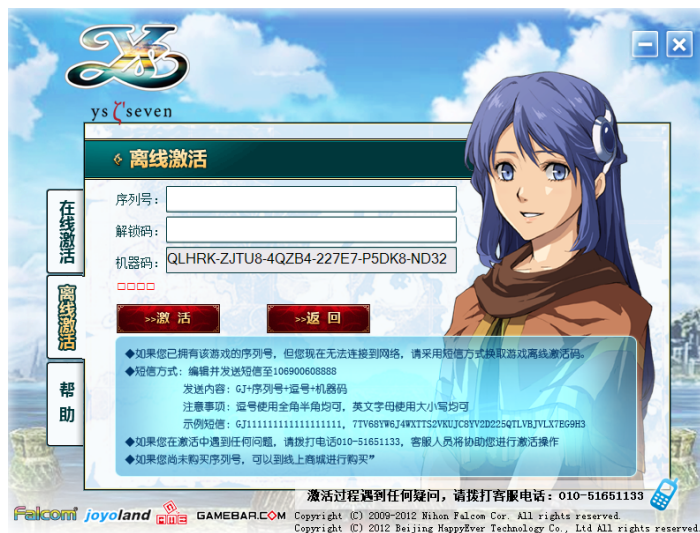 Ys
ys ζ'seven
离线激活
在线激活
离线激活
帮助
序列号:
解锁码:
机器码: QLHRK-ZJTU8-4QZB4-227E7-P5DK8-ND32
□□□□
>>激 活
>>返 回
◆如果您已拥有该游戏的序列号，但您现在无法连接到网络，请采用短信方式换取游戏离线激活码。
◆短信方式: 编辑并发送短信至106900608888
发送内容: GJ+序列号+逗号+机器码
注意事项: 逗号使用全角半角均可，英文字母使用大小写均可
示例短信: GJ1111111111111111, 7TV68YW6J4WXTTS2VKUJC8YV2D225QTLVBJVLX7EG9H3
◆如果您在激活中遇到任何问题，请拨打电话010-51651133，客服人员将协助您进行激活操作
◆如果您尚未购买序列号，可以到线上商城进行购买"
激活过程遇到任何疑问，请拨打客服电话：010-51651133
Falcom joyoland GAMEBAR.COM
Copyright (C) 2009-2012 Nihon Falcom Cor. All rights reserved.
Copyright (C) 2012 Beijing HappyEver Technology Co., Ltd All rights reserved.